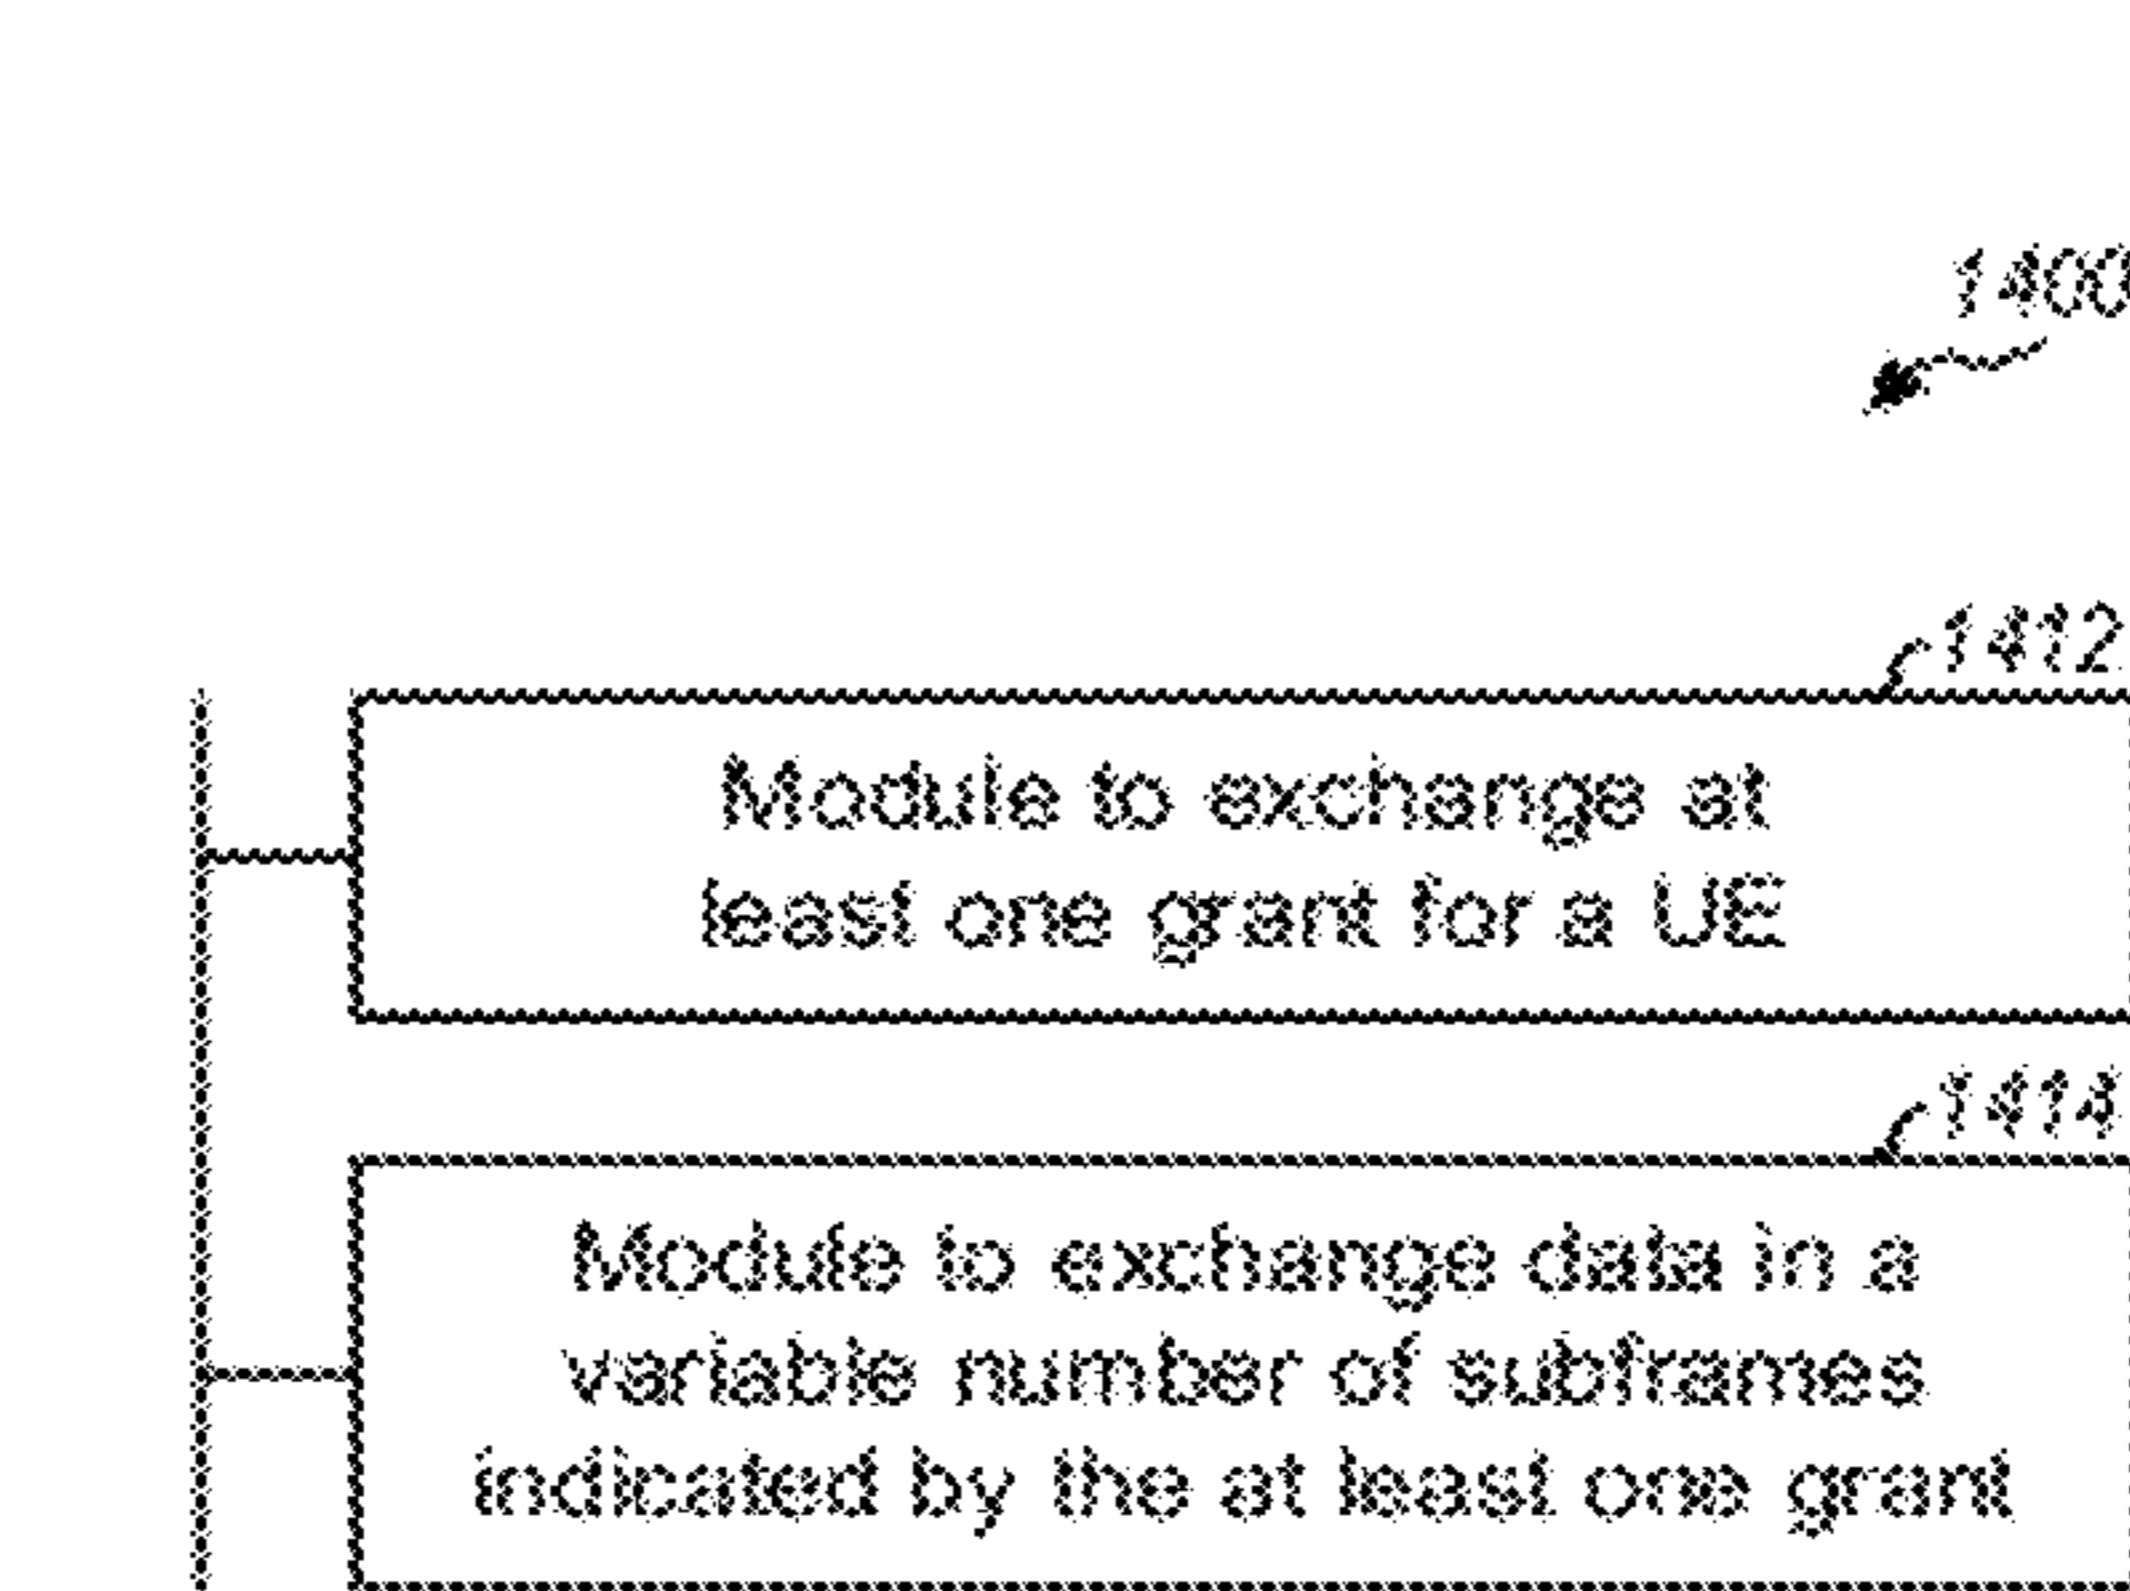 1400
1412
Module to exchange at
least one grant for a UE
1414
Module to exchange data in a
variable number of subframes
indicated by the at least one grant